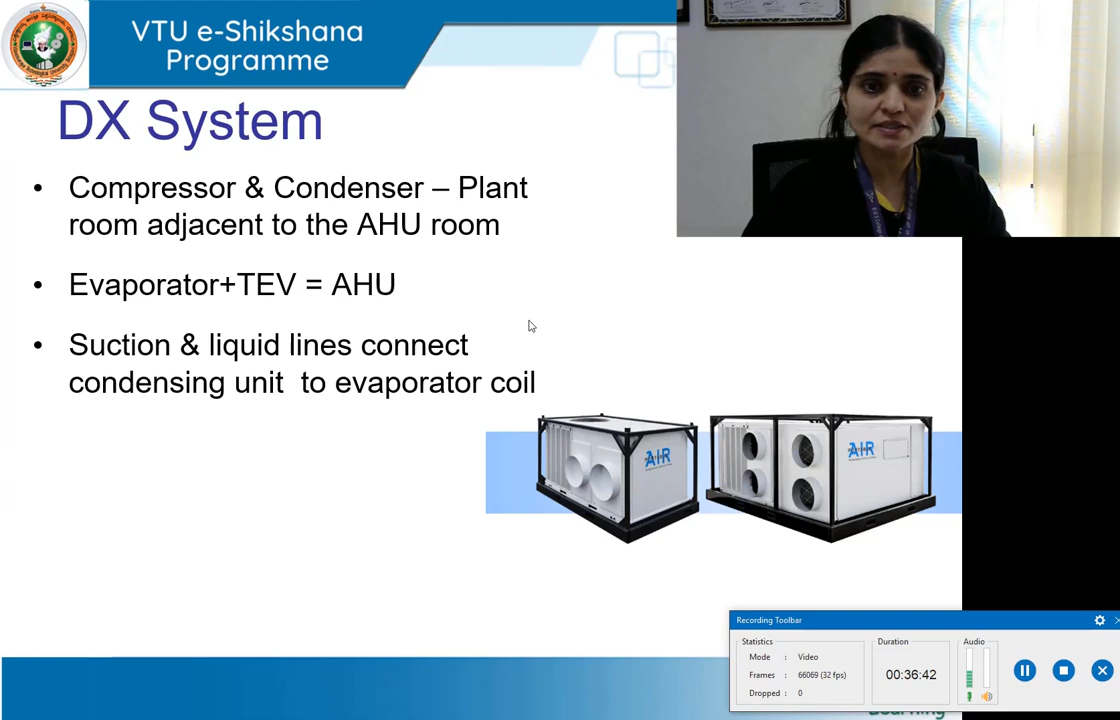 VTU e-Shikshana
Programme
DX System
• Compressor & Condenser – Plant
room adjacent to the AHU room
• Evaporator+TEV = AHU
• Suction & liquid lines connect
condensing unit to evaporator coil
AIR
AIR
Recording Toolbar
Statistics
Mode : Video
Frames : 66069 (32 fps)
Dropped : 0
Duration
00:36:42
Audio